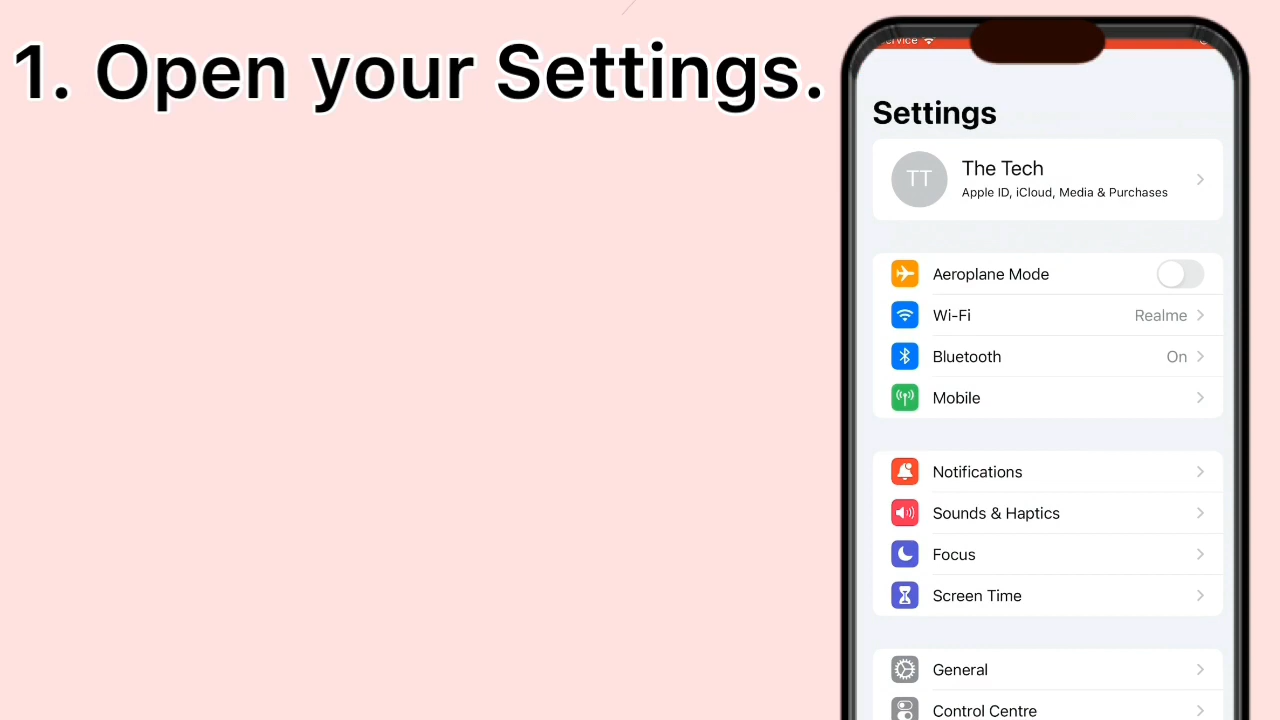 1. Open your Settings.
Settings
TT
The Tech
Apple ID, iCloud, Media & Purchases
Aeroplane Mode
Wi-Fi Realme
Bluetooth On
Mobile
Notifications
Sounds & Haptics
Focus
Screen Time
General
Control Centre